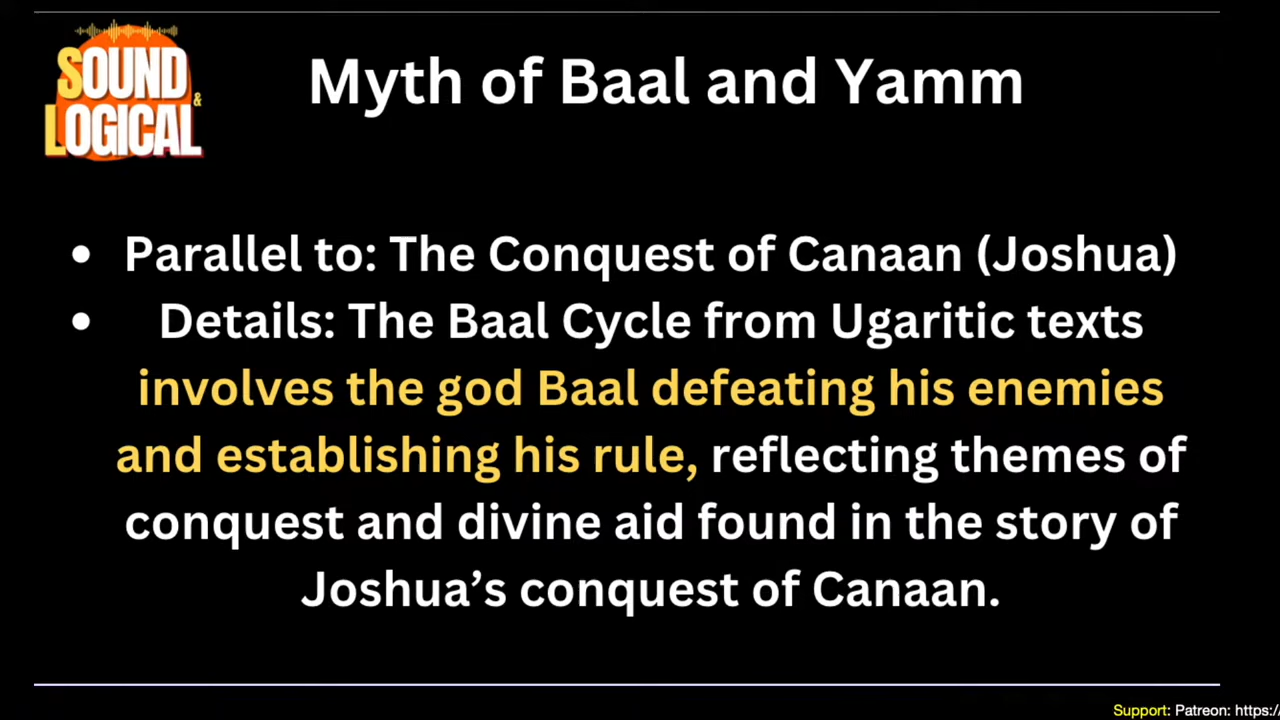 SOUND
&
LOGICAL
Myth of Baal and Yamm
• Parallel to: The Conquest of Canaan (Joshua)
• Details: The Baal Cycle from Ugaritic texts
involves the god Baal defeating his enemies
and establishing his rule, reflecting themes of
conquest and divine aid found in the story of
Joshua’s conquest of Canaan.
Support: Patreon: https:/